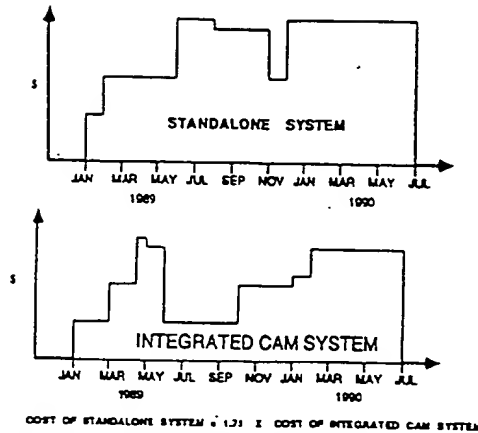 $
STANDALONE SYSTEM
JAN MAR MAY JUL SEP NOV JAN MAR MAY JUL
1989 1990
$
INTEGRATED CAM SYSTEM
JAN MAR MAY JUL SEP NOV JAN MAR MAY JUL
1989 1990
COST OF STANDALONE SYSTEM = X COST OF INTEGRATED CAM SYSTEM